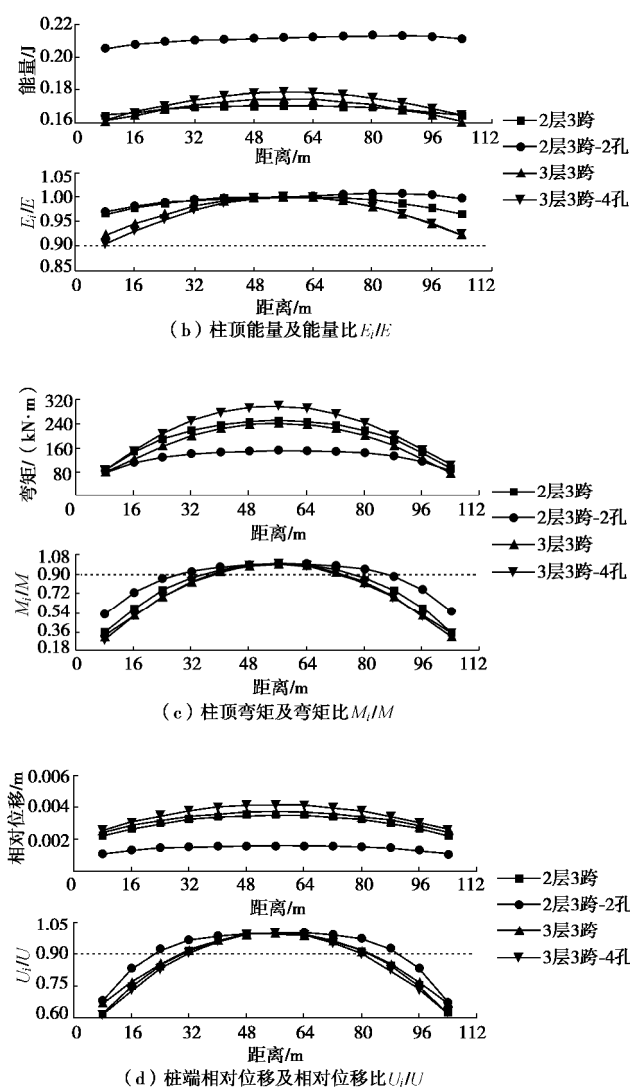 0.22
0.20
0.18
0.16
能量/J
0 16 32 48 64 80 96 112
距离/m
1.05
1.00
0.95
0.90
0.85
Ei/E
0 16 32 48 64 80 96 112
距离/m
2层3跨
2层3跨-2孔
3层3跨
3层3跨-4孔
(b)柱顶能量及能量比Ei/E
320
240
160
80
弯矩/(kN·m)
0 16 32 48 64 80 96 112
距离/m
1.08
0.90
0.72
0.54
0.36
0.18
Mi/M
0 16 32 48 64 80 96 112
距离/m
2层3跨
2层3跨-2孔
3层3跨
3层3跨-4孔
(c)柱顶弯矩及弯矩比Mi/M
0.006
0.004
0.002
相对位移/m
0 16 32 48 64 80 96 112
距离/m
1.05
0.90
0.75
0.60
Ui/U
0 16 32 48 64 80 96 112
距离/m
2层3跨
2层3跨-2孔
3层3跨
3层3跨-4孔
(d)桩端相对位移及相对位移比Ui/U